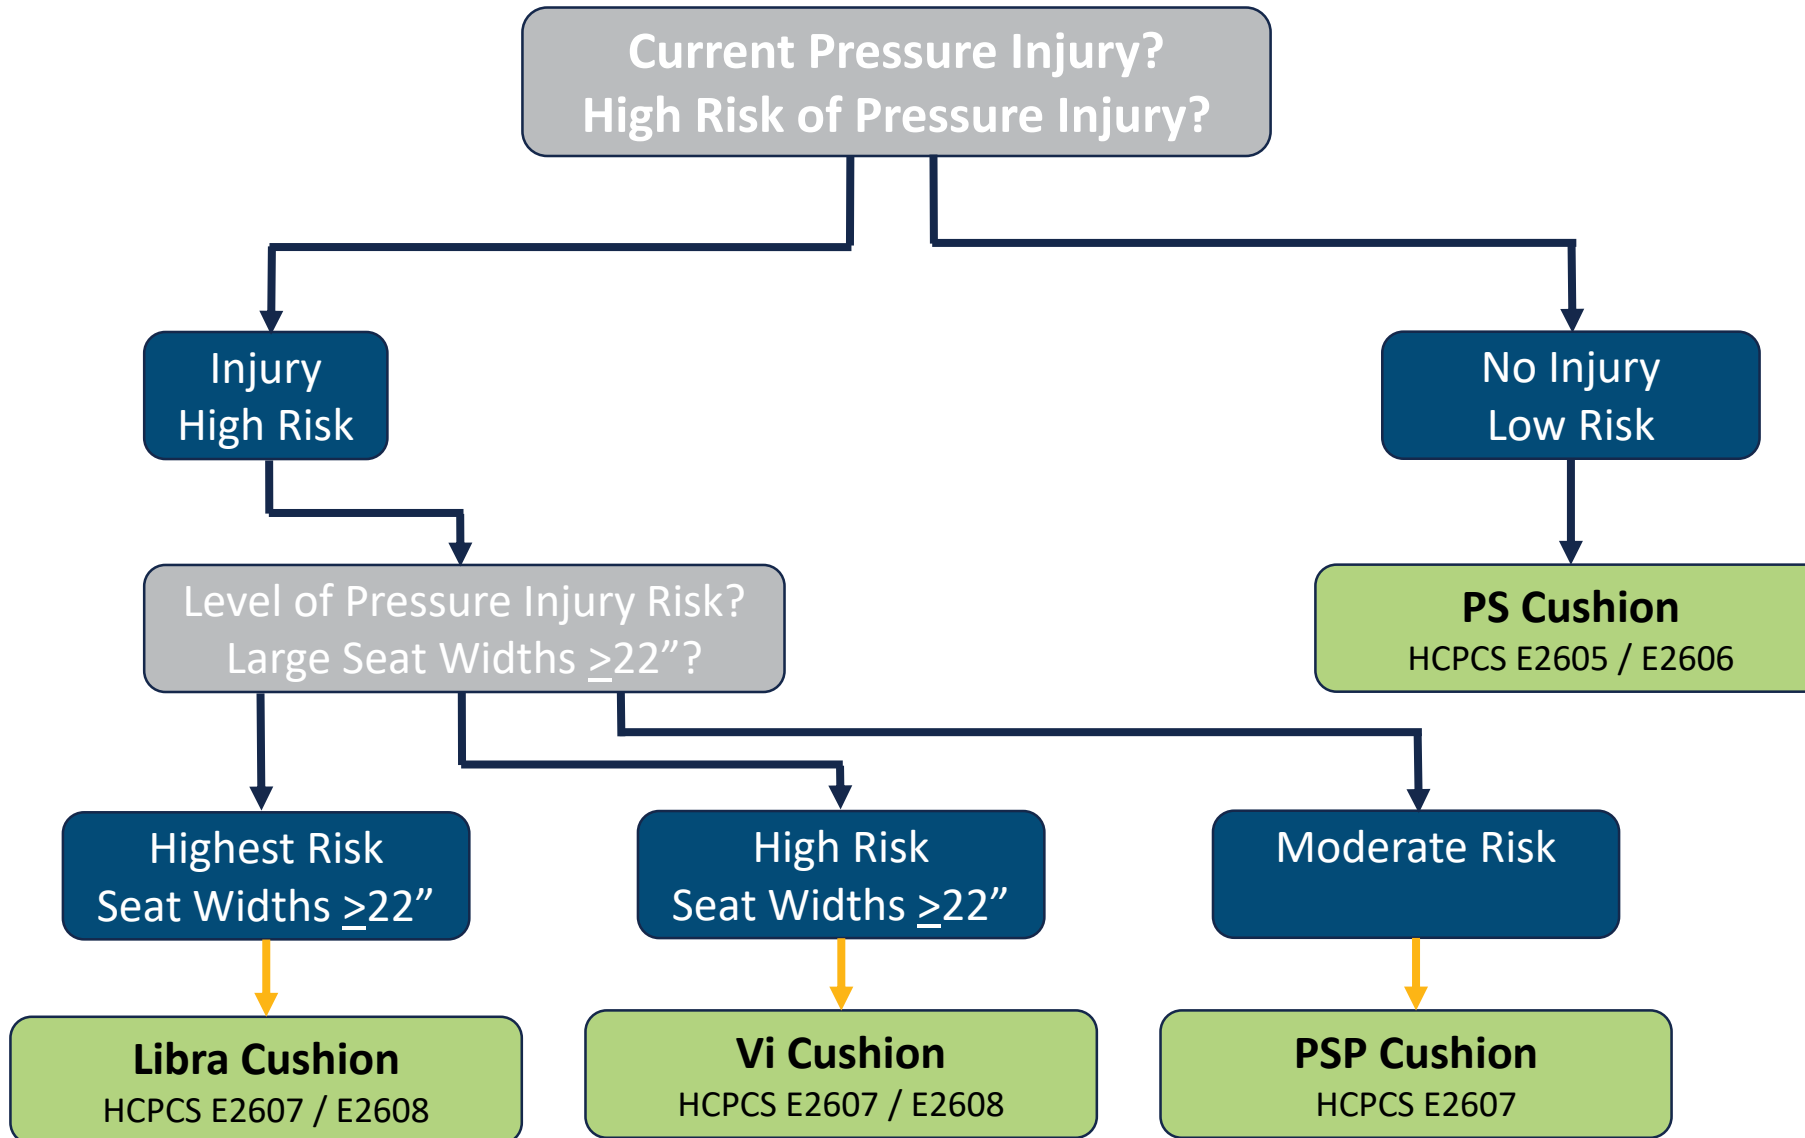 Current Pressure Injury?
High Risk of Pressure Injury?
Injury
High Risk
No Injury
Low Risk
Level of Pressure Injury Risk?
Large Seat Widths >22”?
PS Cushion
HCPCS E2605 / E2606
Highest Risk
Seat Widths >22”
High Risk
Seat Widths >22”
Moderate Risk
Libra Cushion
HCPCS E2607 / E2608
Vi Cushion
HCPCS E2607 / E2608
PSP Cushion
HCPCS E2607